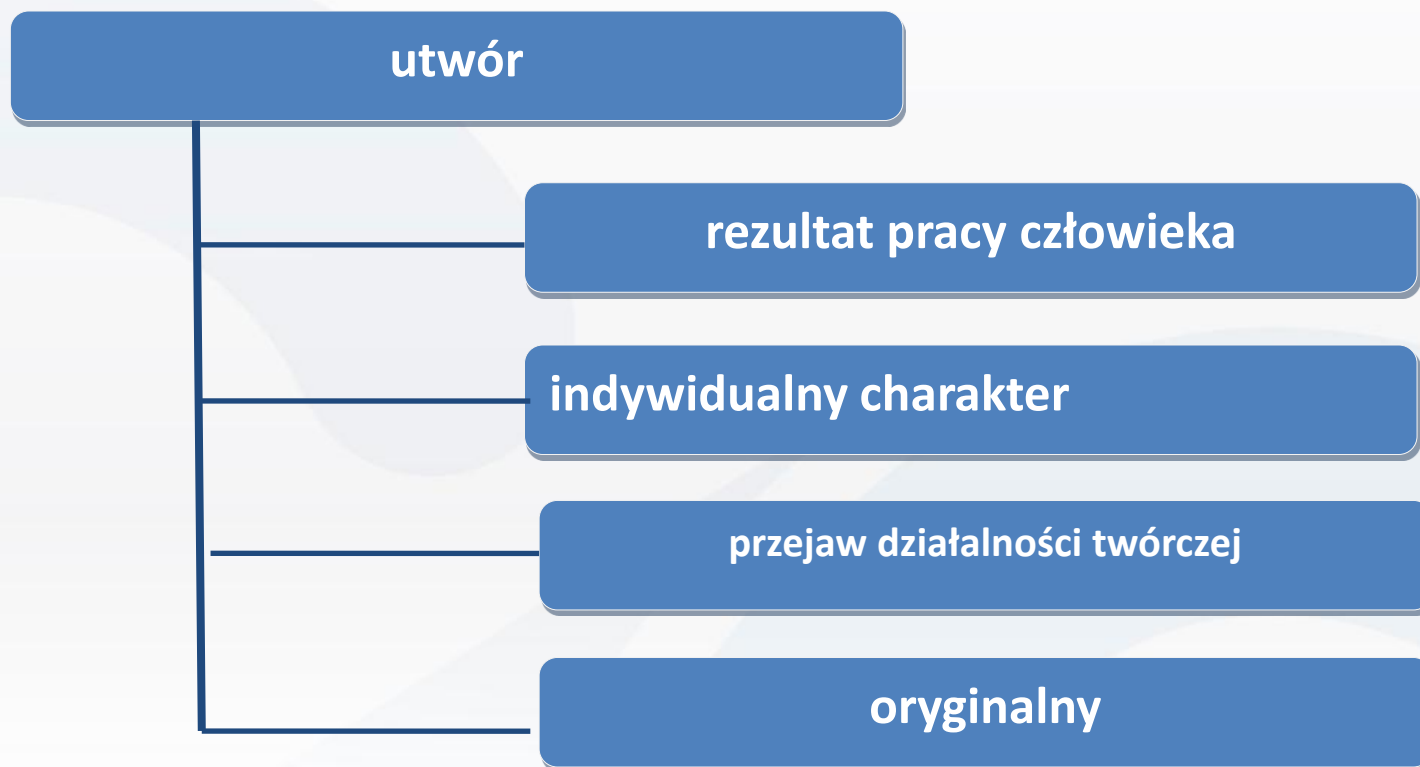 utwór
rezultat pracy człowieka
indywidualny charakter
przejaw działalności twórczej
oryginalny